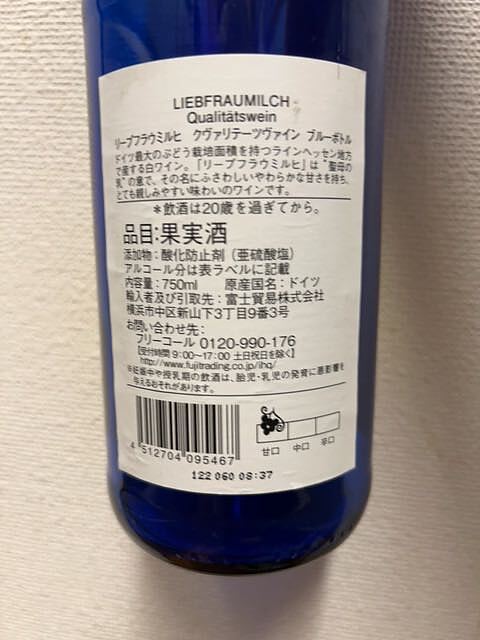 LIEBFRAUMILCH
Qualitätswein
リープフラウミルヒ クヴァリテーツヴァイン ブルーボトル
ドイツ最大のぶどう栽培面積を持つラインヘッセン地方
で産する白ワイン。「リープフラウミルヒ」は"聖母の
乳"の意で、その名にふさわしいやわらかな甘さを持ち、
とても親しみやすい味わいのワインです。
＊飲酒は20歳を過ぎてから。
品目:果実酒
添加物：酸化防止剤（亜硫酸塩）
アルコール分は表ラベルに記載
内容量：750ml 原産国名：ドイツ
輸入者及び引取先：富士貿易株式会社
横浜市中区新山下3丁目9番3号
お問い合わせ先：
フリーコール 0120-990-176
【受付時間 9：00～17：00 土日祝日を除く】
http://www.fujitrading.co.jp/ihq/
※妊娠中や授乳期の飲酒は、胎児・乳児の発育に悪影響を
与えるおそれがあります。
4 512704 095467
甘口 中口 辛口
122 060 08:37